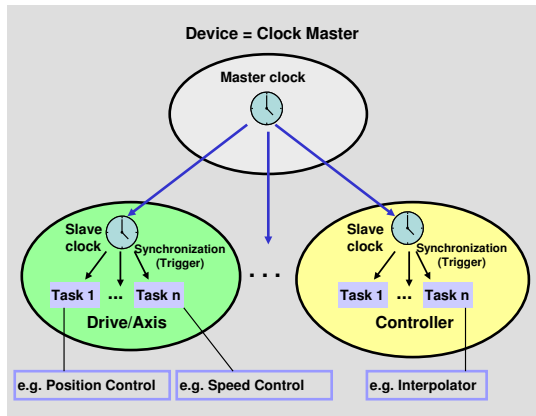 Device = Clock Master
Master clock
Slave
clock
Synchronization
(Trigger)
Task 1
...
Task n
Drive/Axis
. . .
Slave
clock
Synchronization
(Trigger)
Task 1
...
Task n
Controller
e.g. Position Control
e.g. Speed Control
e.g. Interpolator